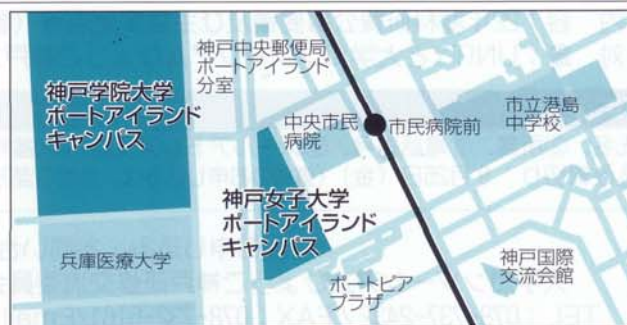 神戸学院大学
ポートアイランド
キャンパス
神戸中央郵便局
ポートアイランド
分室
中央市民
病院
市民病院前
市立港島
中学校
神戸女子大学
ポートアイランド
キャンパス
兵庫医療大学
ポートピア
プラザ
神戸国際
交流会館